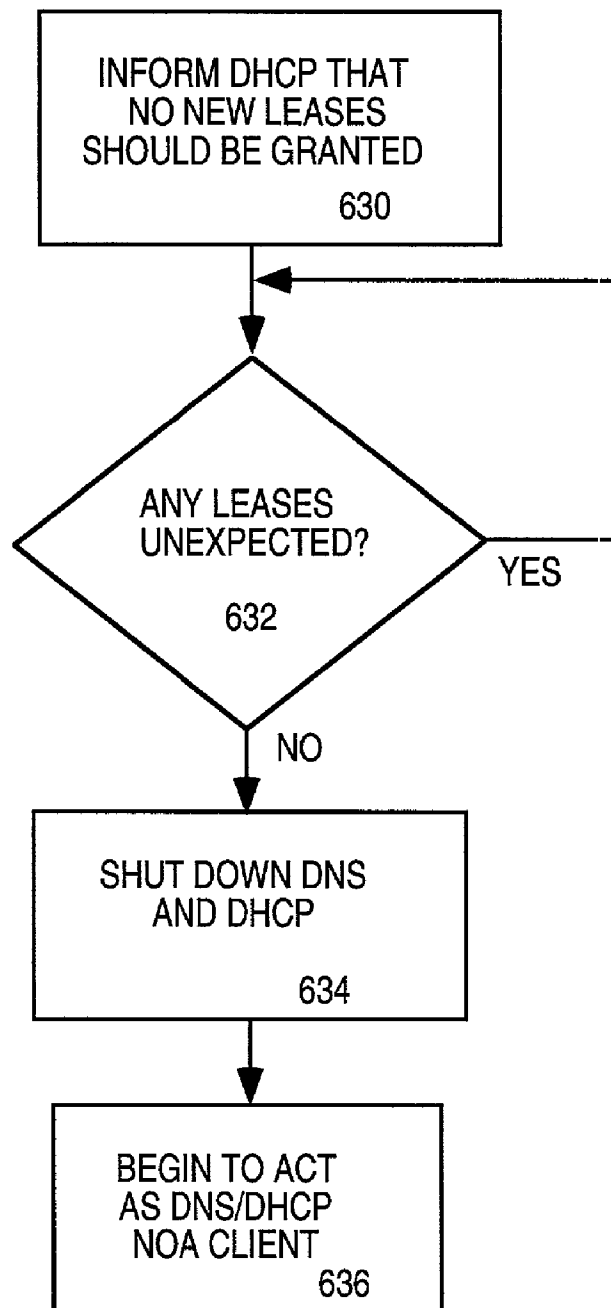 INFORM DHCP THAT
NO NEW LEASES
SHOULD BE GRANTED
630
ANY LEASES
UNEXPECTED?
632
YES
NO
SHUT DOWN DNS
AND DHCP
634
BEGIN TO ACT
AS DNS/DHCP
NOA CLIENT
636